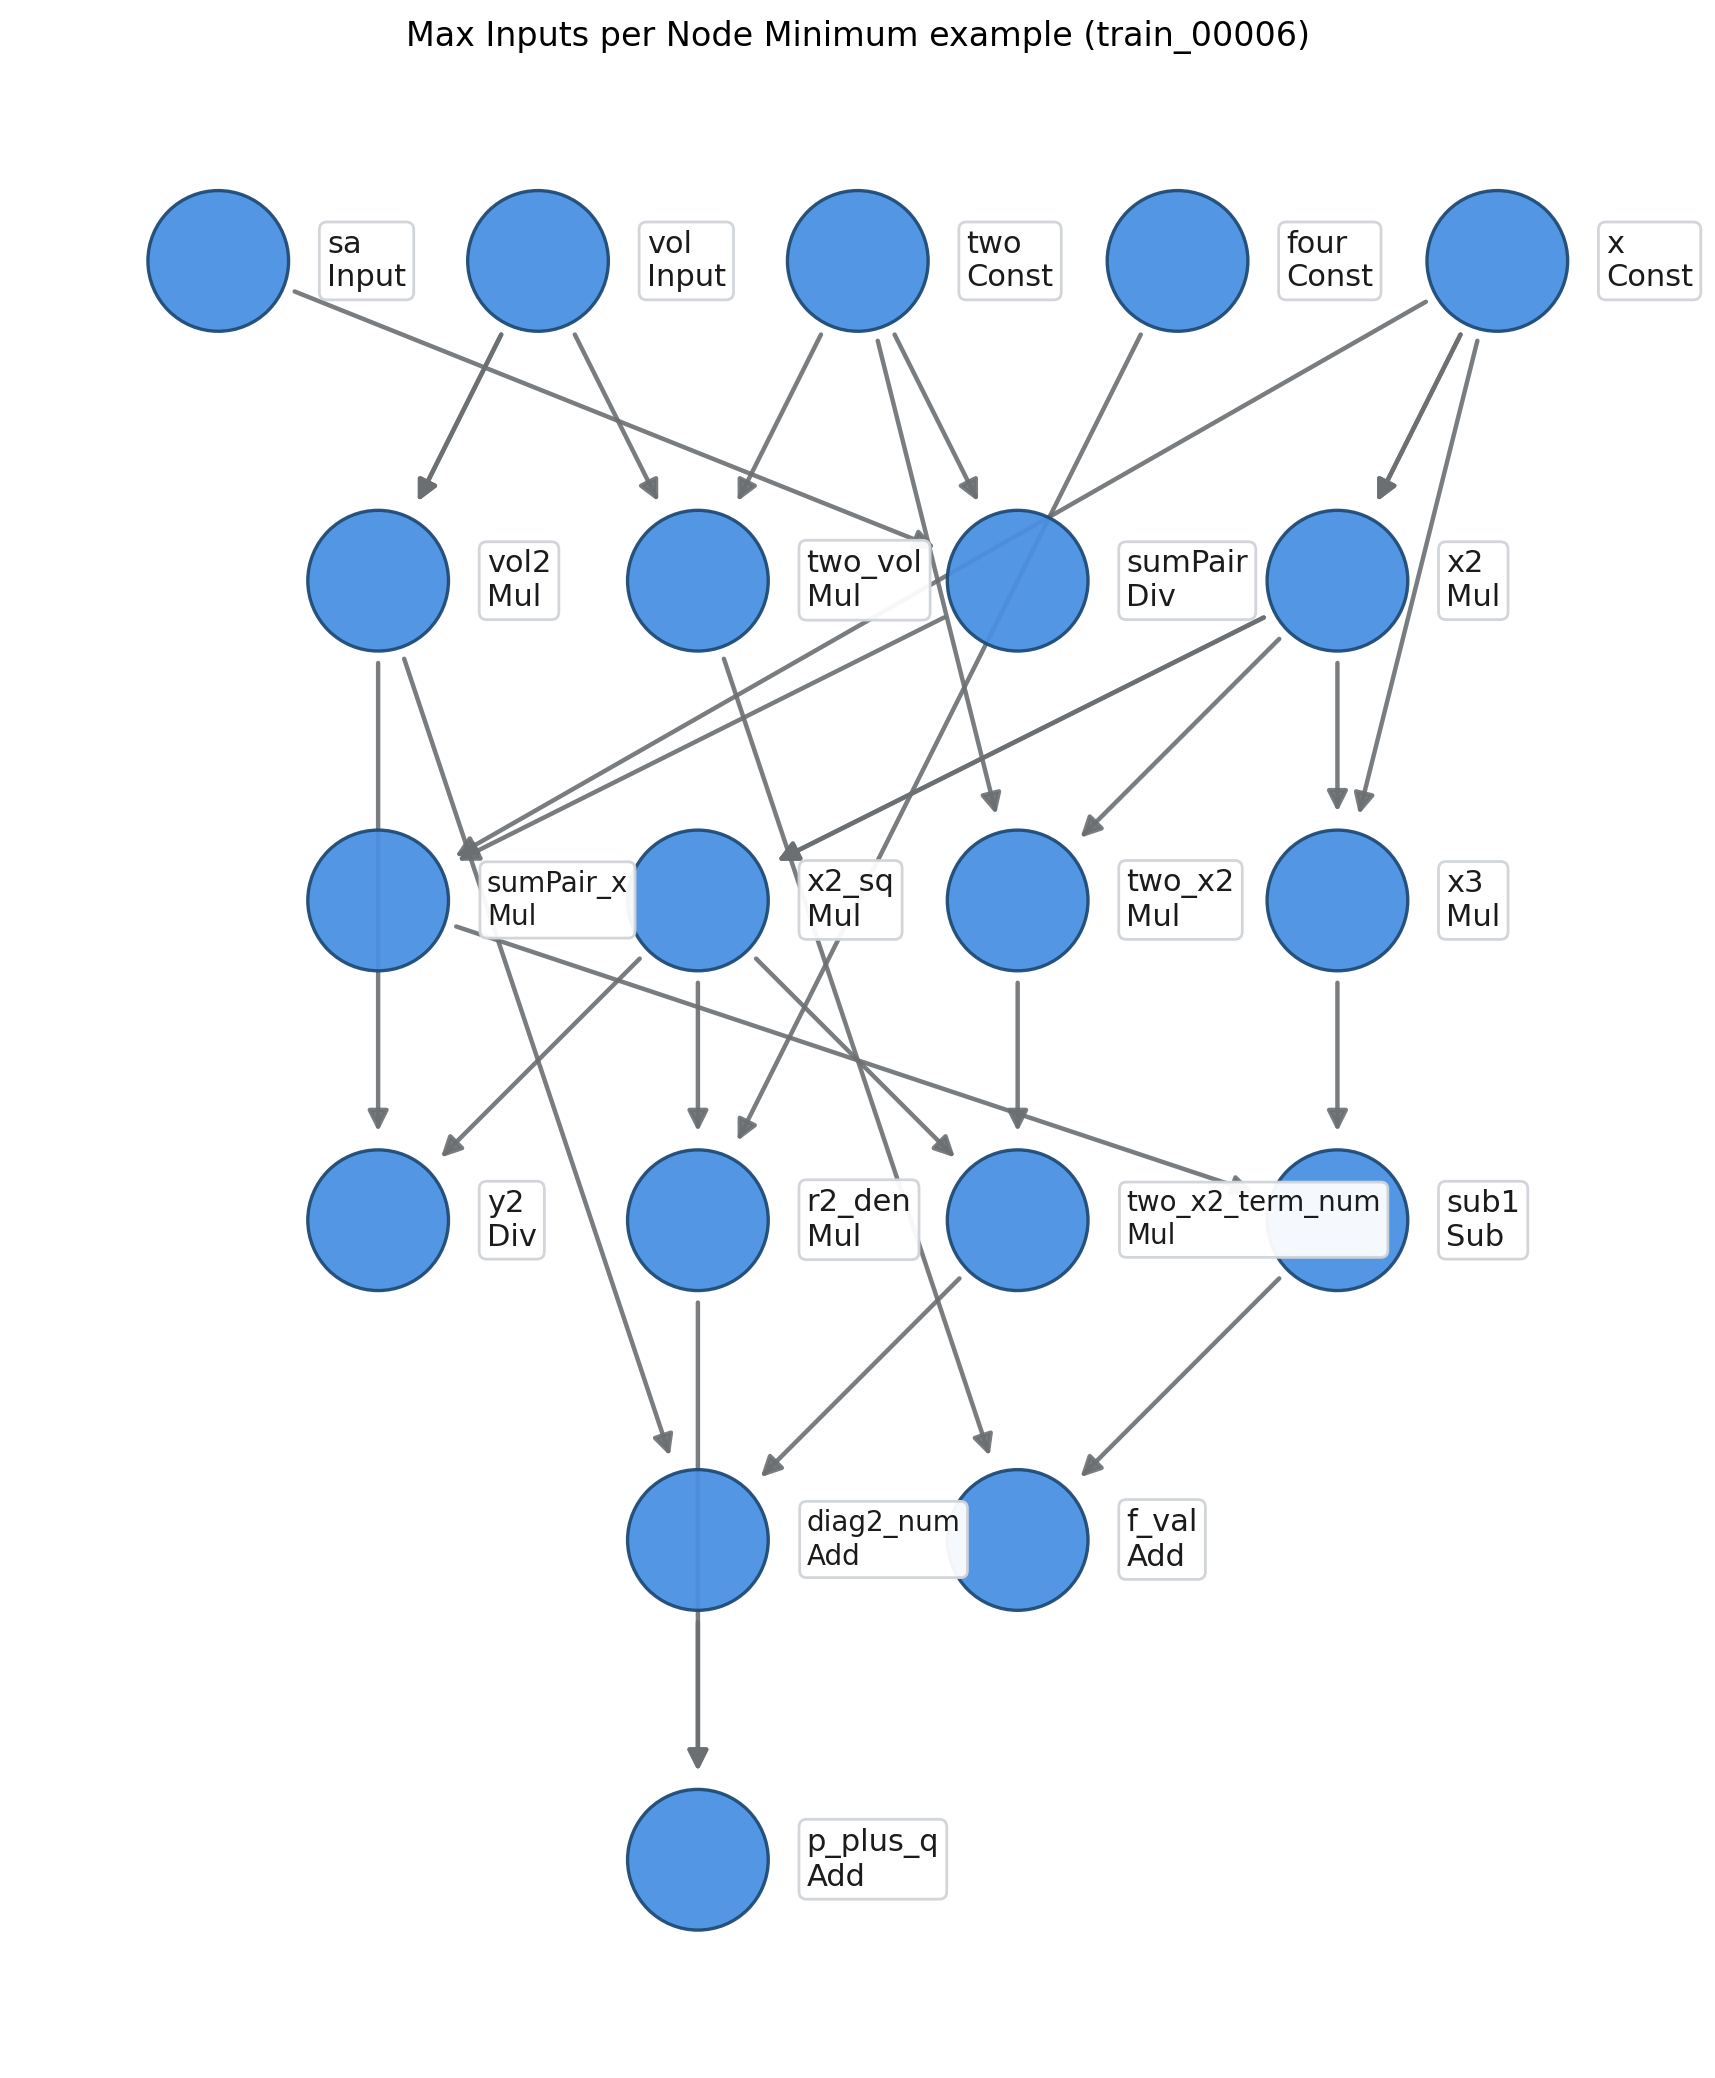 Max Inputs per Node Minimum example (train_00006)
sa
Input
vol
Input
two
Const
four
Const
x
Const
vol2
Mul
two_vol
Mul
sumPair
Div
x2
Mul
sumPair_x
Mul
x2_sq
Mul
two_x2
Mul
x3
Mul
y2
Div
r2_den
Mul
two_x2_term_num
Mul
sub1
Sub
diag2_num
Add
f_val
Add
p_plus_q
Add